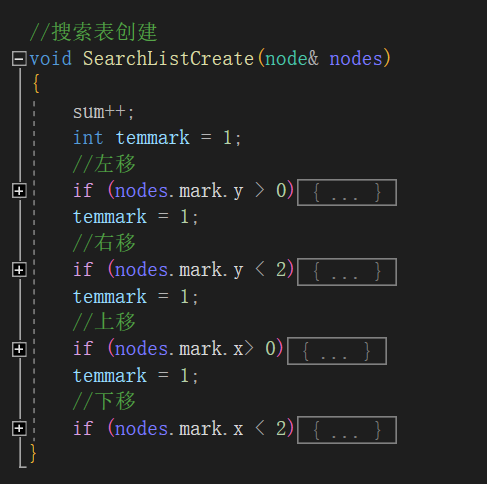 //搜索表创建
void SearchListCreate(node& nodes)
{
sum++;
int temmark = 1;
//左移
if (nodes.mark.y > 0){ ... }
temmark = 1;
//右移
if (nodes.mark.y < 2){ ... }
temmark = 1;
//上移
if (nodes.mark.x> 0){ ... }
temmark = 1;
//下移
if (nodes.mark.x < 2){ ... }
}